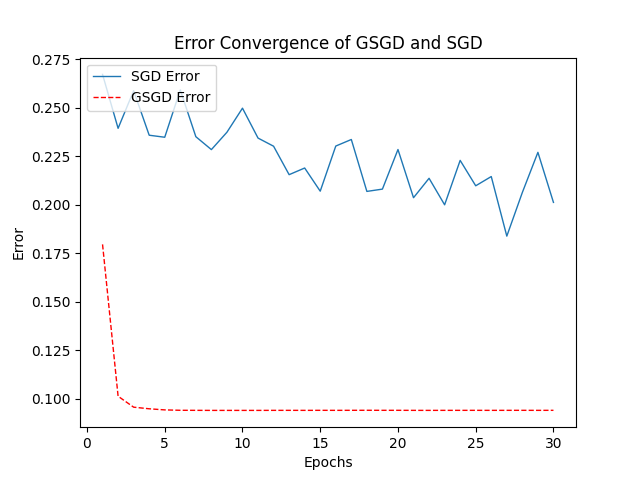 Error Convergence of GSGD and SGD
SGD Error
GSGD Error
0.275
0.250
0.225
0.200
0.175
0.150
0.125
0.100
Error
0 5 10 15 20 25 30
Epochs